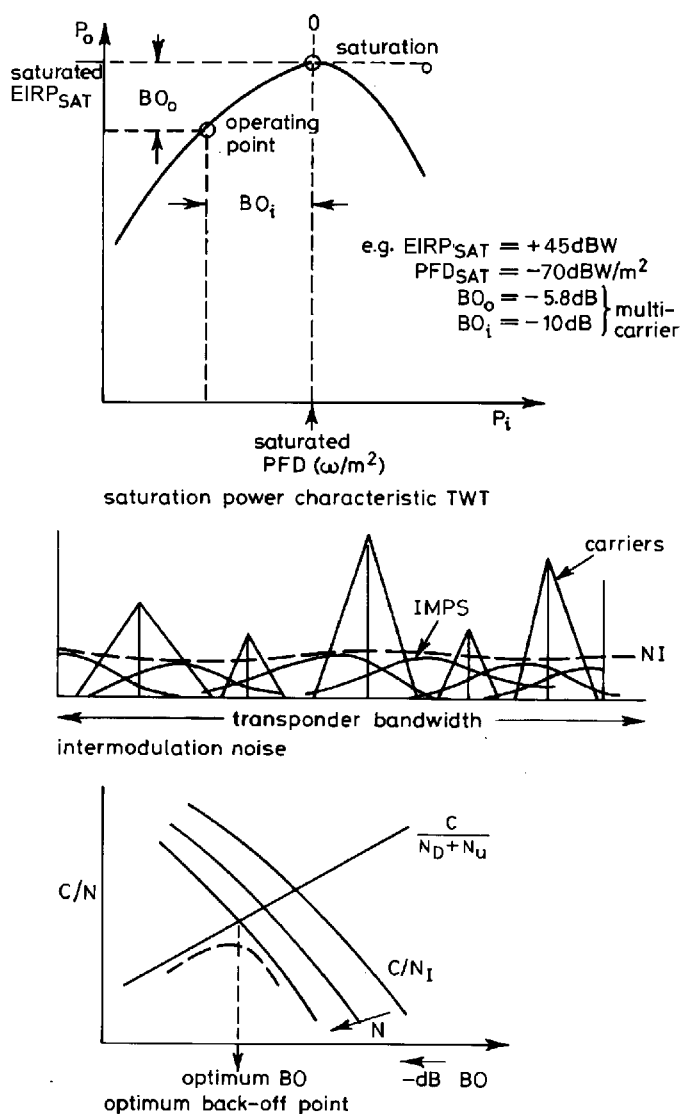 O
P₀
saturation
saturated
EIRP_SAT
BO₀
operating
point
BO_i
e.g. EIRP_SAT = +45dBW
PFD_SAT = -70dBW/m²
BO₀ = -5.8dB
BO_i = -10dB
} multi-
carrier
P_i
saturated
PFD (ω/m²)
saturation power characteristic TWT
carriers
IMPS
NI
transponder bandwidth
intermodulation noise
C/N
C
N_D + N_u
C/N_I
N
optimum BO
-dB BO
optimum back-off point